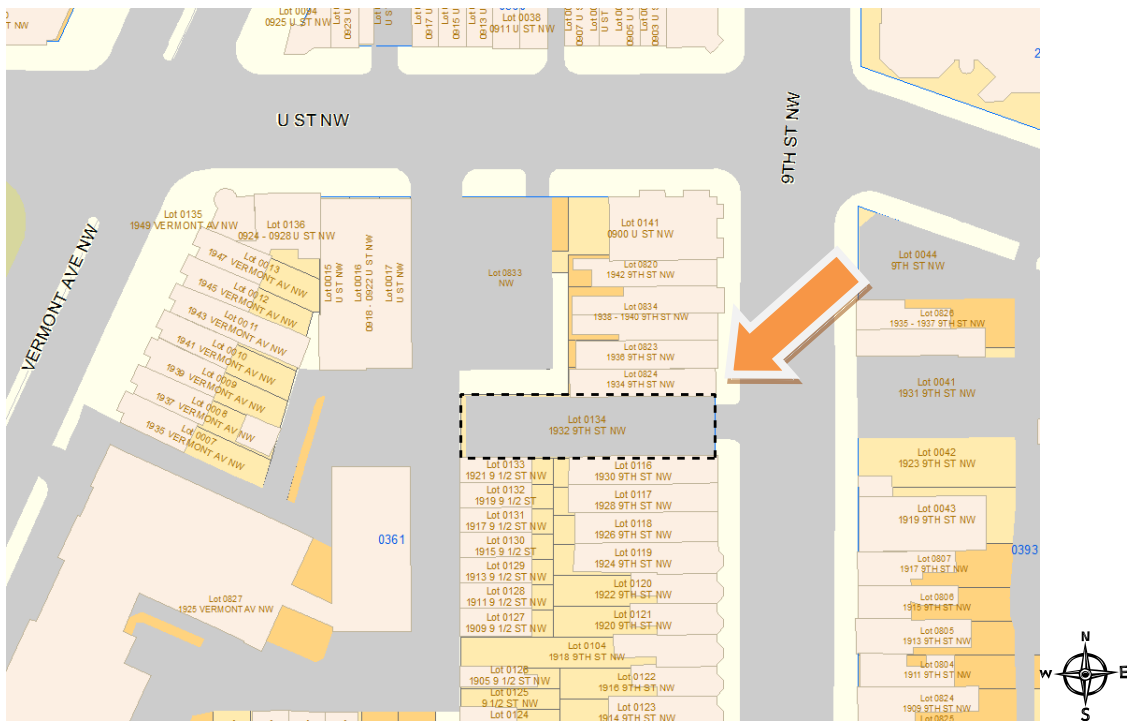 Lot 0094
0925 U ST NW
T NW
0923 U
U S
0917 U
0915 U
0913 U
Lot 0038
0911 U ST NW
0907 U ST
U ST NW
0905 U S
0903 U S
U ST NW
9TH ST NW
VERMONT AVE NW
Lot 0135
1949 VERMONT AV NW
Lot 0136
0924 - 0928 U ST NW
Lot 0013
1947 VERMONT AV NW
Lot 0012
1945 VERMONT AV NW
Lot 0011
1943 VERMONT AV NW
Lot 0010
1941 VERMONT AV NW
Lot 0009
1939 VERMONT AV NW
Lot 0008
1937 VERMONT AV NW
Lot 0007
1935 VERMONT AV NW
Lot 0015
U ST NW
Lot 0016
0918 - 0922 U ST NW
Lot 0017
U ST NW
Lot 0833
NW
Lot 0141
0900 U ST NW
Lot 0820
1942 9TH ST NW
Lot 0834
1938 - 1940 9TH ST NW
Lot 0823
1936 9TH ST NW
Lot 0824
1934 9TH ST NW
Lot 0134
1932 9TH ST NW
Lot 0044
9TH ST NW
Lot 0826
1935 - 1937 9TH ST NW
Lot 0041
1931 9TH ST NW
Lot 0042
1923 9TH ST NW
Lot 0043
1919 9TH ST NW
Lot 0807
1917 9TH ST NW
Lot 0806
1915 9TH ST NW
Lot 0805
1913 9TH ST NW
Lot 0804
1911 9TH ST NW
Lot 0824
1909 9TH ST NW
Lot 0825
0393
0361
Lot 0827
1925 VERMONT AV NW
Lot 0133
1921 9 1/2 ST NW
Lot 0132
1919 9 1/2 ST
Lot 0131
1917 9 1/2 ST NW
Lot 0130
1915 9 1/2 ST
Lot 0129
1913 9 1/2 ST NW
Lot 0128
1911 9 1/2 ST NW
Lot 0127
1909 9 1/2 ST NW
Lot 0104
1918 9TH ST NW
Lot 0126
1905 9 1/2 ST NW
Lot 0125
9 1/2 ST NW
Lot 0124
Lot 0116
1930 9TH ST NW
Lot 0117
1928 9TH ST NW
Lot 0118
1926 9TH ST NW
Lot 0119
1924 9TH ST NW
Lot 0120
1922 9TH ST NW
Lot 0121
1920 9TH ST NW
Lot 0122
1916 9TH ST NW
Lot 0123
1914 9TH ST NW
N
W
E
S